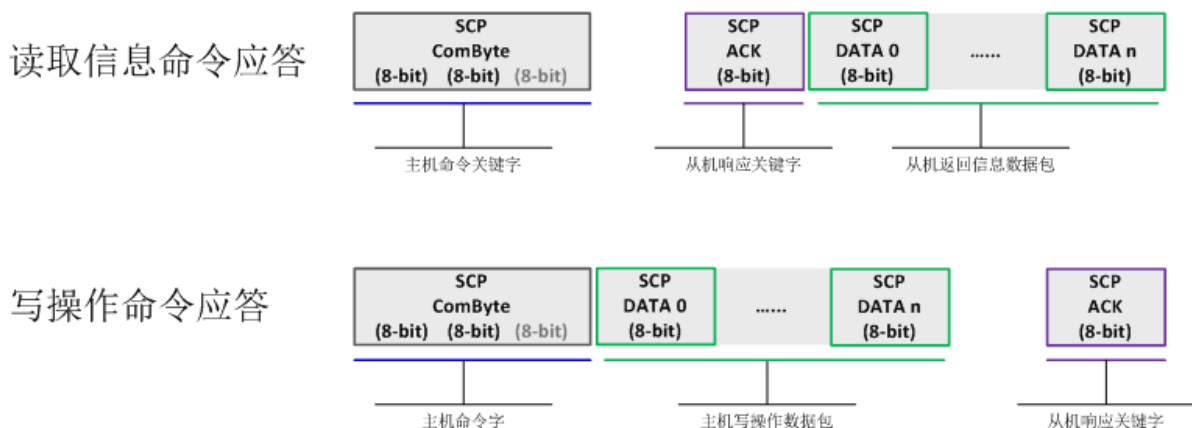 读取信息命令应答
SCP
ComByte
(8-bit) (8-bit) (8-bit)
SCP
ACK
(8-bit)
SCP
DATA 0
(8-bit)
......
SCP
DATA n
(8-bit)
主机命令关键字
从机响应关键字
从机返回信息数据包
写操作命令应答
SCP
ComByte
(8-bit) (8-bit) (8-bit)
SCP
DATA 0
(8-bit)
......
SCP
DATA n
(8-bit)
SCP
ACK
(8-bit)
主机命令字
主机写操作数据包
从机响应关键字